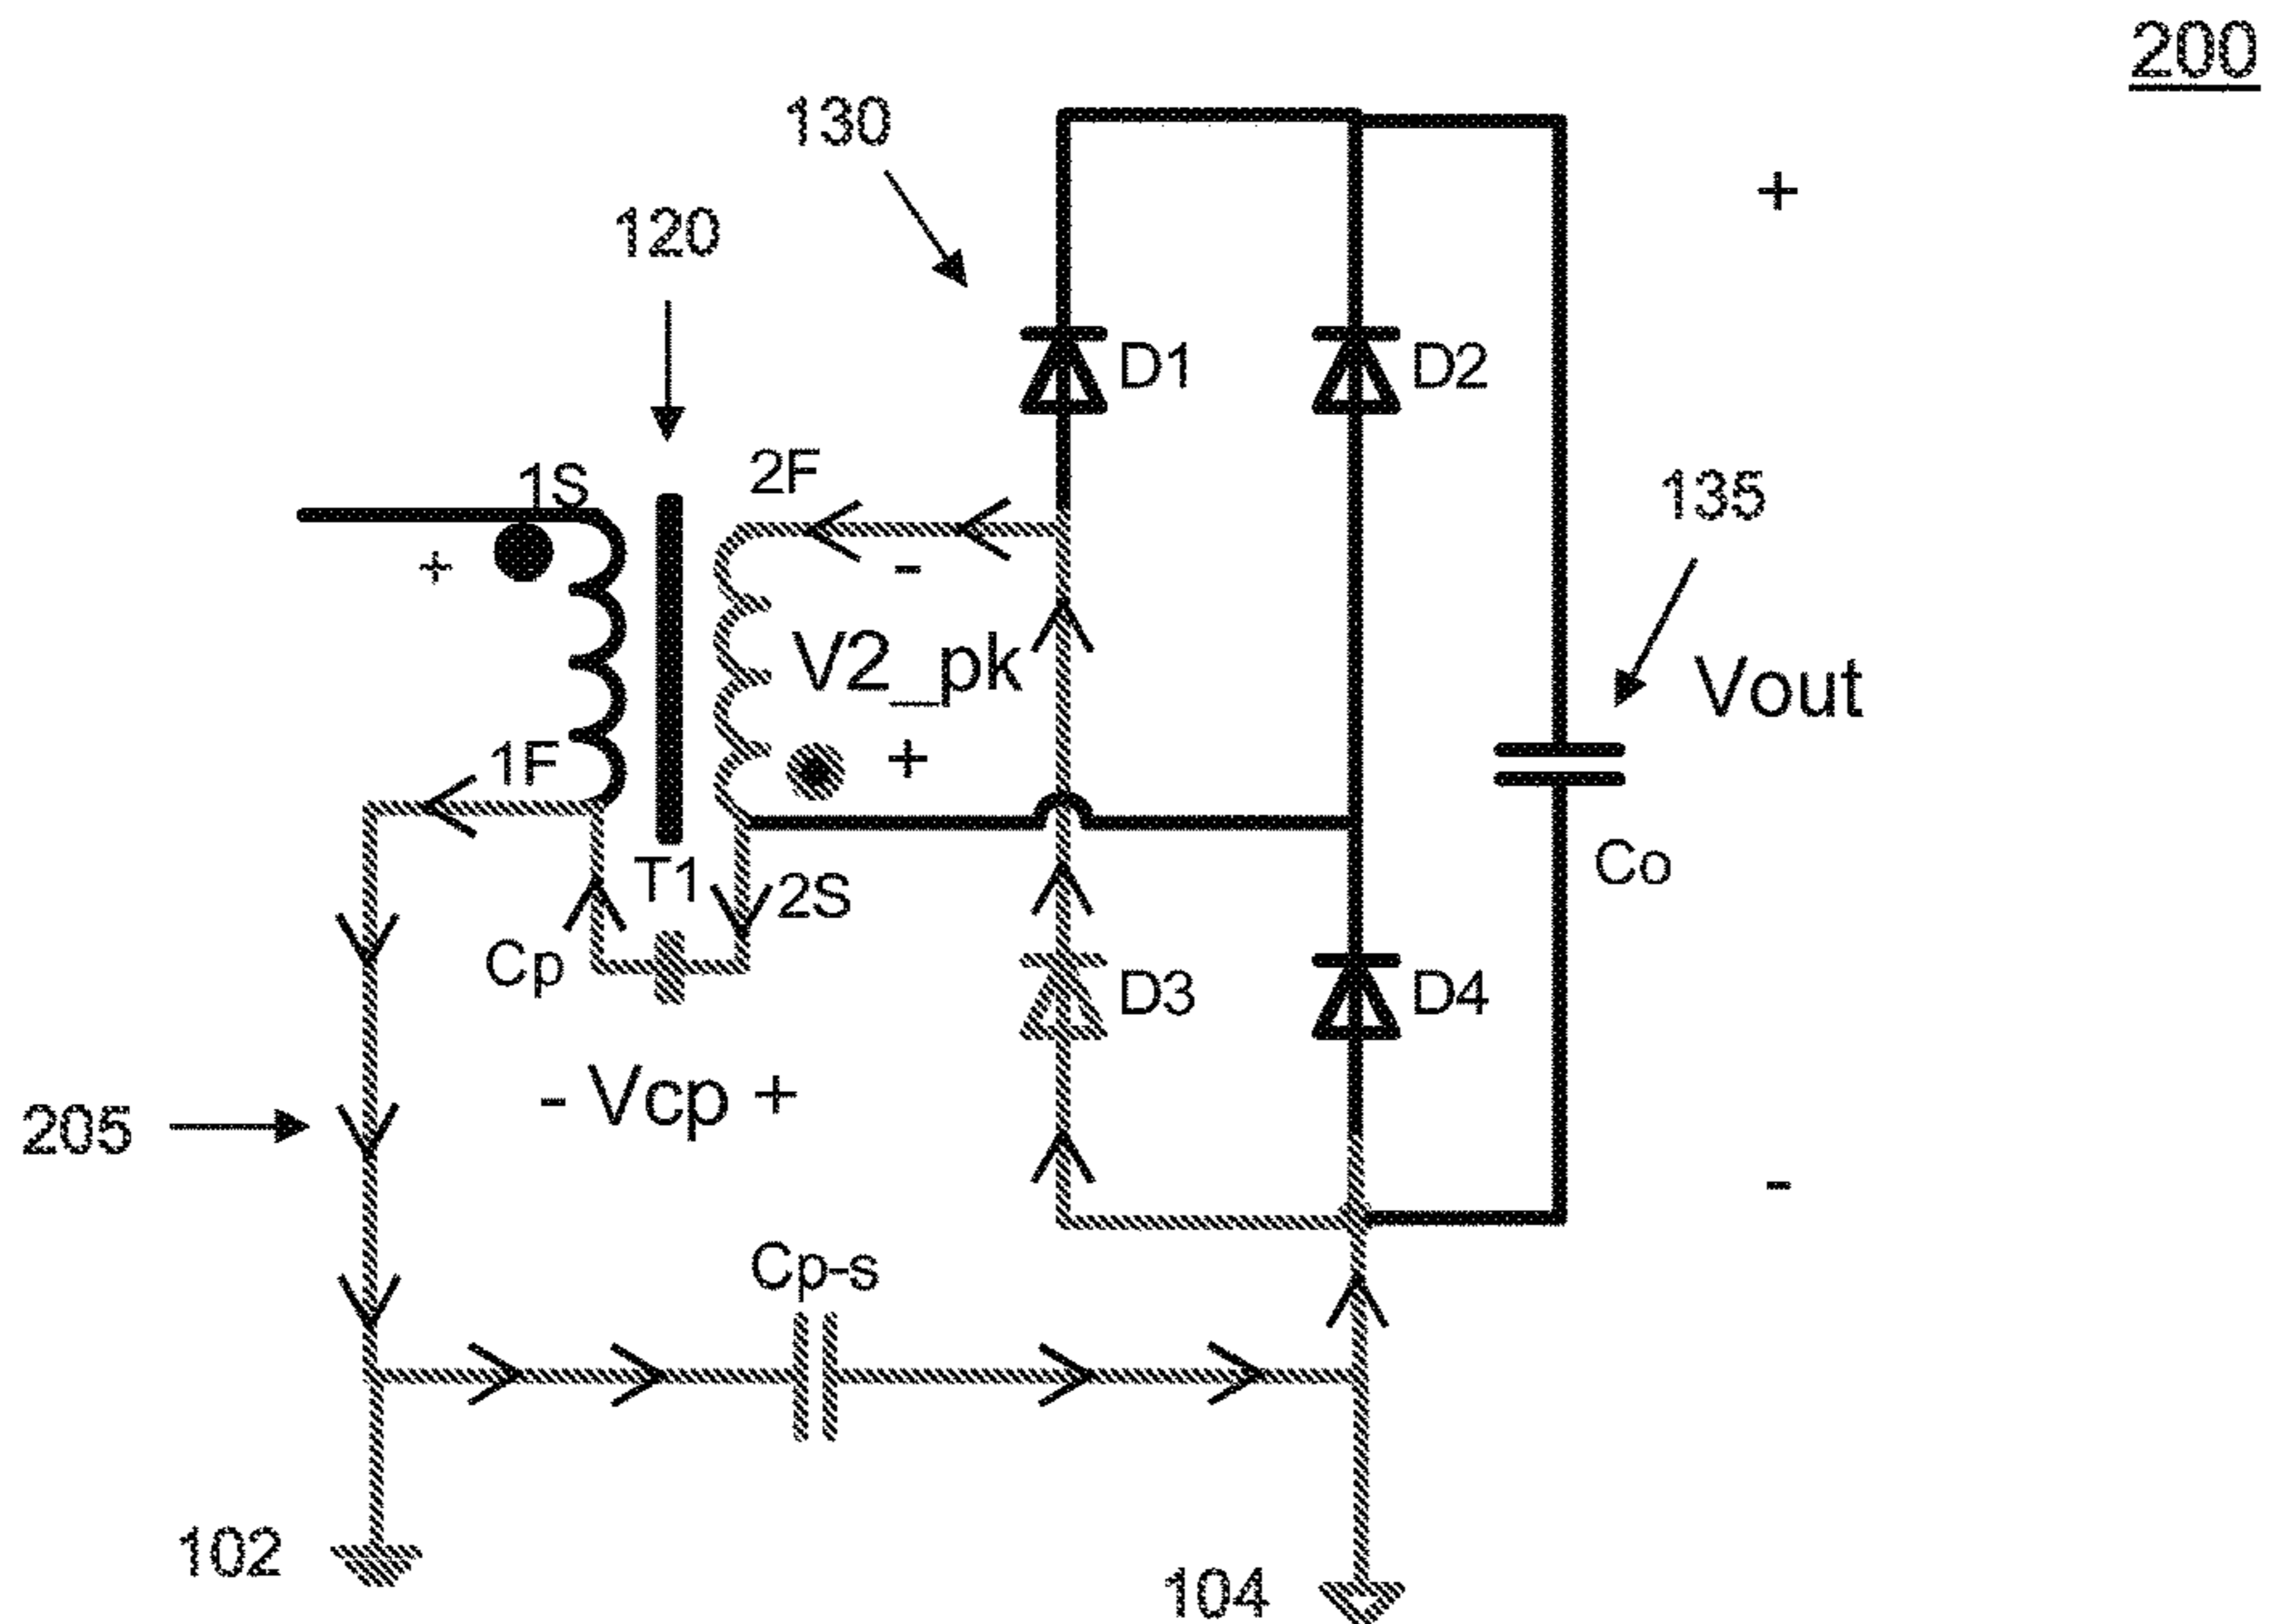 200
130
120
D1
D2
1S
2F
135
+
-
+
V2_pk
Vout
1F
+
T1
2S
Co
Cp
D3
D4
- Vcp +
205
-
Cp-s
102
104